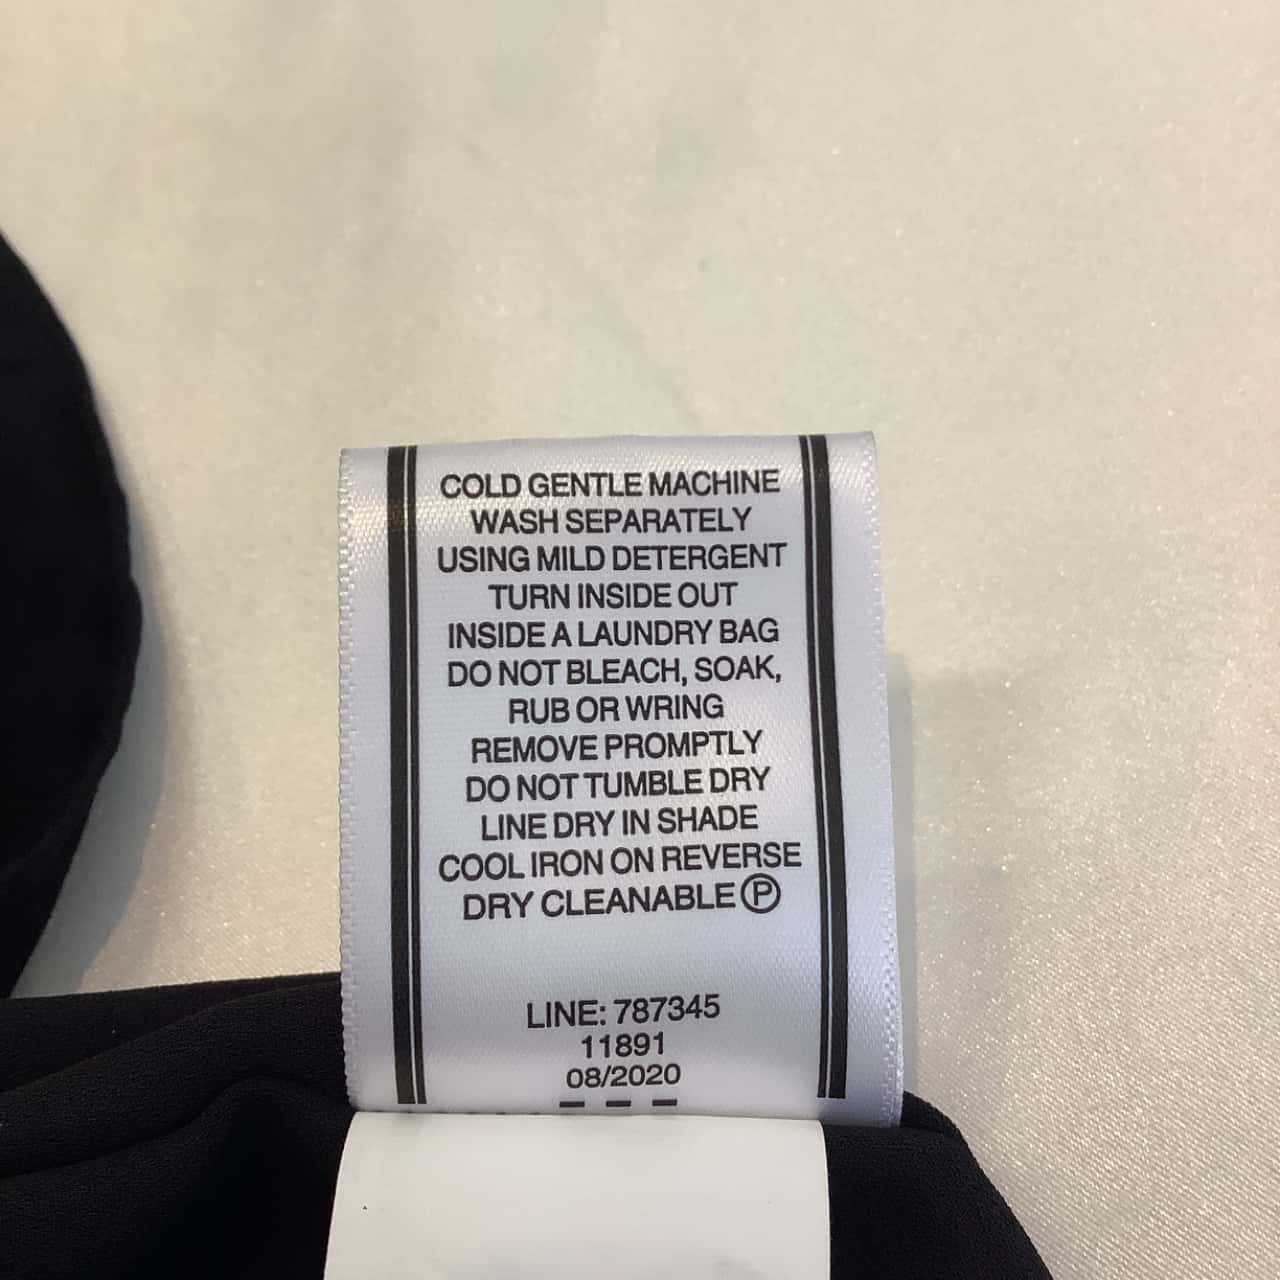 COLD GENTLE MACHINE
WASH SEPARATELY
USING MILD DETERGENT
TURN INSIDE OUT
INSIDE A LAUNDRY BAG
DO NOT BLEACH, SOAK,
RUB OR WRING
REMOVE PROMPTLY
DO NOT TUMBLE DRY
LINE DRY IN SHADE
COOL IRON ON REVERSE
DRY CLEANABLE Ⓟ
LINE: 787345
11891
08/2020